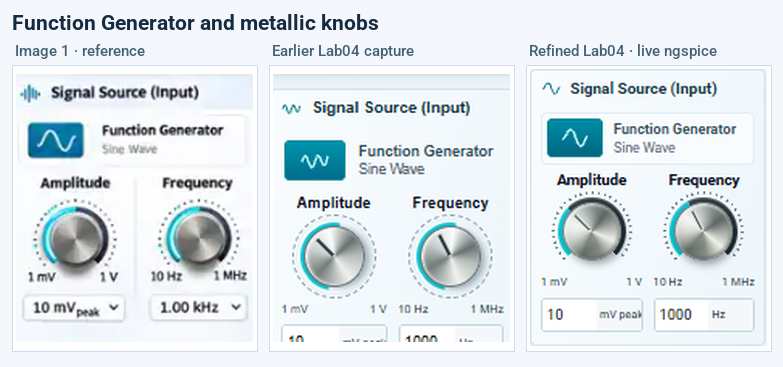 Function Generator and metallic knobs
Image 1 · reference
Signal Source (Input)
Function Generator
Sine Wave
Amplitude Frequency
1 mV 1 V 10 Hz 1 MHz
10 mVpeak 1.00 kHz
Earlier Lab04 capture
Signal Source (Input)
Function Generator
Sine Wave
Amplitude Frequency
1 mV 1 V 10 Hz 1 MHz
10 1000 Hz
Refined Lab04 · live ngspice
Signal Source (Input)
Function Generator
Sine Wave
Amplitude Frequency
1 mV 1 V 10 Hz 1 MHz
10 mV peak 1000 Hz